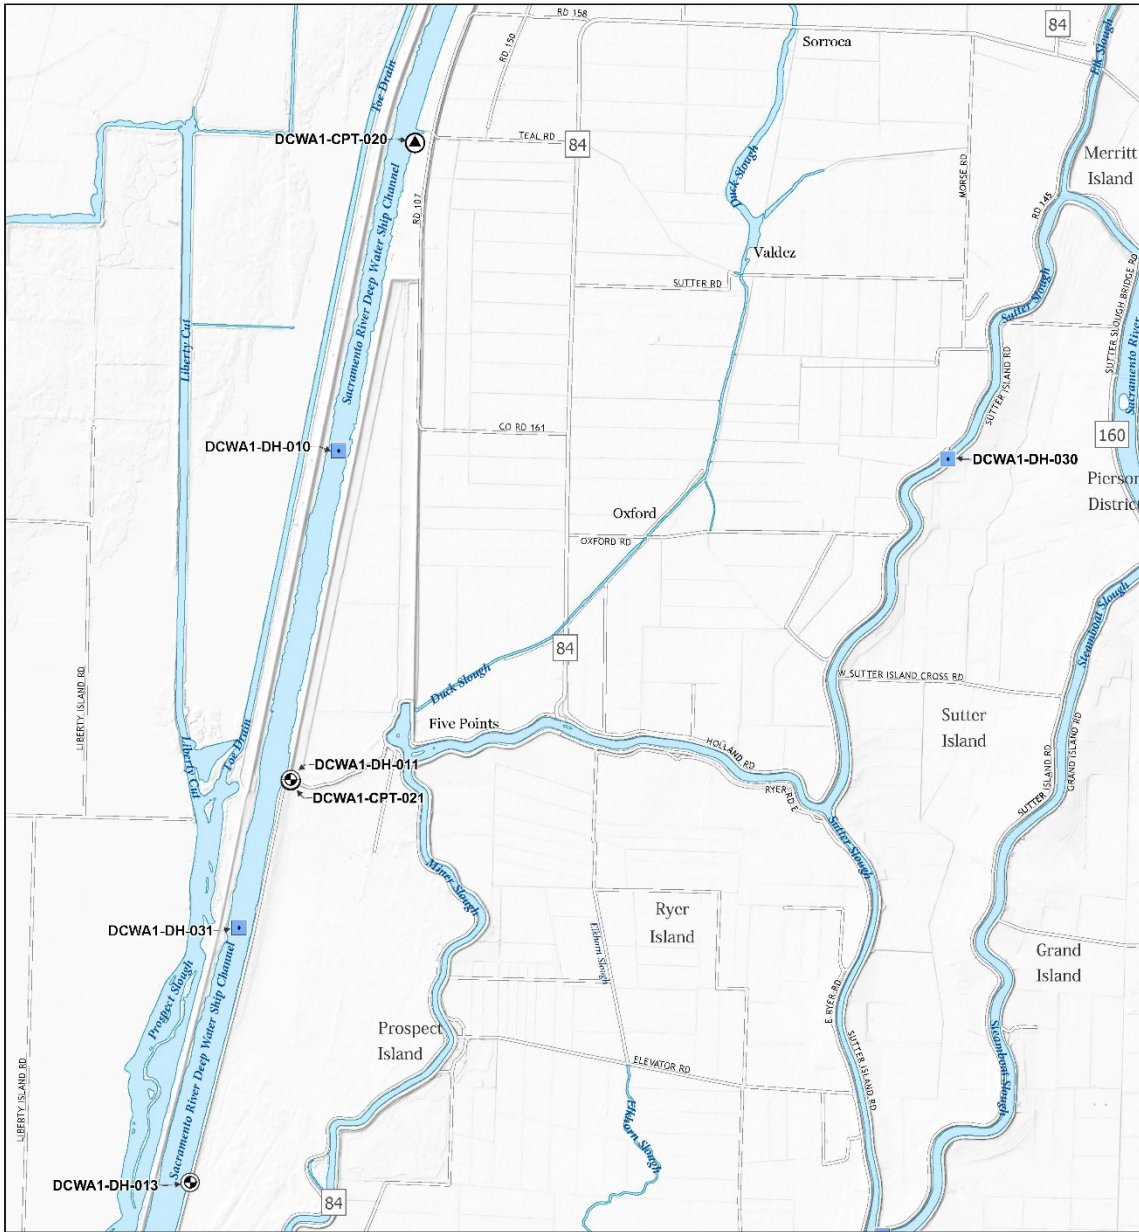 RD 158
84
Sorroca
RD 150
Elk Slough
Toe Drain
DCWA1-CPT-020
TEAL RD
84
Merritt
Island
Duck Slough
MORSE RD
RD 107
RD 145
Valdez
SUTTER RD
Sutter Slough
SUTTER SLOUGH BRIDGE RD
Sacramento River Deep Water Ship Channel
Liberty Cut
Sacramento River
SUTTER ISLAND RD
CO RD 161
160
DCWA1-DH-010
DCWA1-DH-030
Pierson
District
Oxford
OXFORD RD
Steamboat Slough
84
LIBERTY ISLAND RD
Duck Slough
W SUTTER ISLAND CROSS RD
Five Points
Sutter
Island
Liberty Cut
Toe Drain
HOLLAND RD
DCWA1-DH-011
DCWA1-CPT-021
RYER RD E
SUTTER ISLAND RD
GRAND ISLAND RD
Sutter Slough
Miner Slough
Ryer
Island
DCWA1-DH-031
Elkhorn Slough
Grand
Island
Prospect Slough
Sacramento River Deep Water Ship Channel
E RYER RD
Prospect
Island
SUTTER ISLAND RD
Steamboat Slough
ELEVATOR RD
LIBERTY ISLAND RD
Elkhorn Slough
DCWA1-DH-013
84